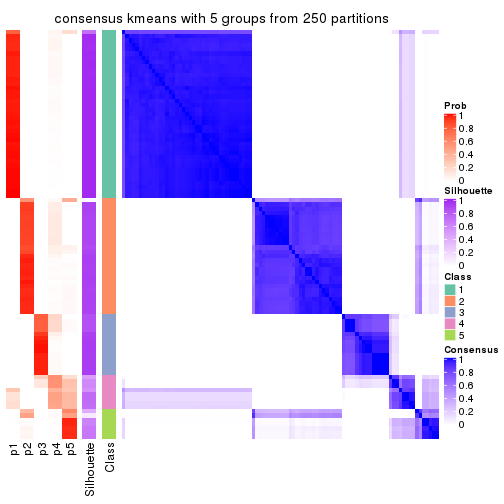 consensus kmeans with 5 groups from 250 partitions
Prob
1
0.8
0.6
0.4
0.2
0
Silhouette
1
0.8
0.6
0.4
0.2
0
Class
1
2
3
4
5
Consensus
1
0.8
0.6
0.4
0.2
0
p1
p2
p3
p4
p5
Silhouette
Class